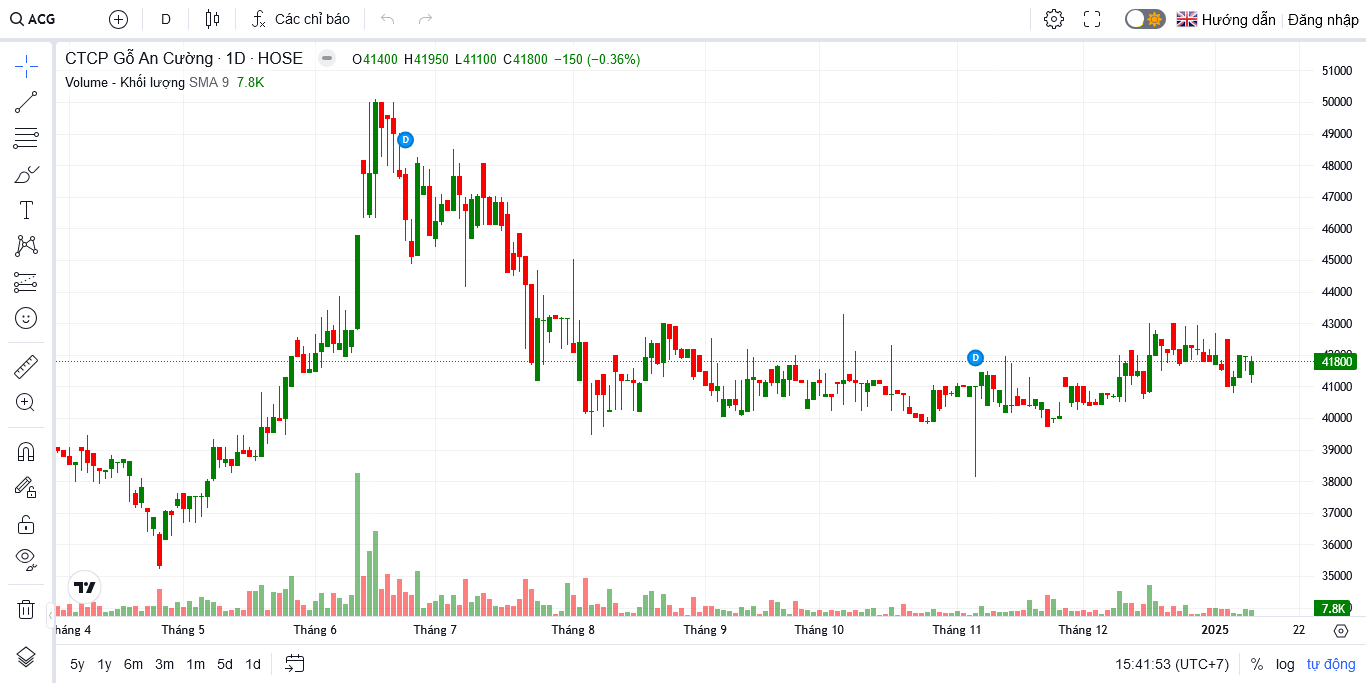 ACG D Các chỉ báo Hướng dẫn Đăng nhập
CTCP Gỗ An Cường · 1D · HOSE O41400 H41950 L41100 C41800 −150 (−0.36%)
Volume - Khối lượng SMA 9 7.8K
51000
50000
49000
48000
47000
46000
45000
44000
43000
42000
41800
41000
40000
39000
38000
37000
36000
35000
7.8K
D
D
háng 4 Tháng 5 Tháng 6 Tháng 7 Tháng 8 Tháng 9 Tháng 10 Tháng 11 Tháng 12 2025 22
5y 1y 6m 3m 1m 5d 1d 15:41:53 (UTC+7) % log tự động